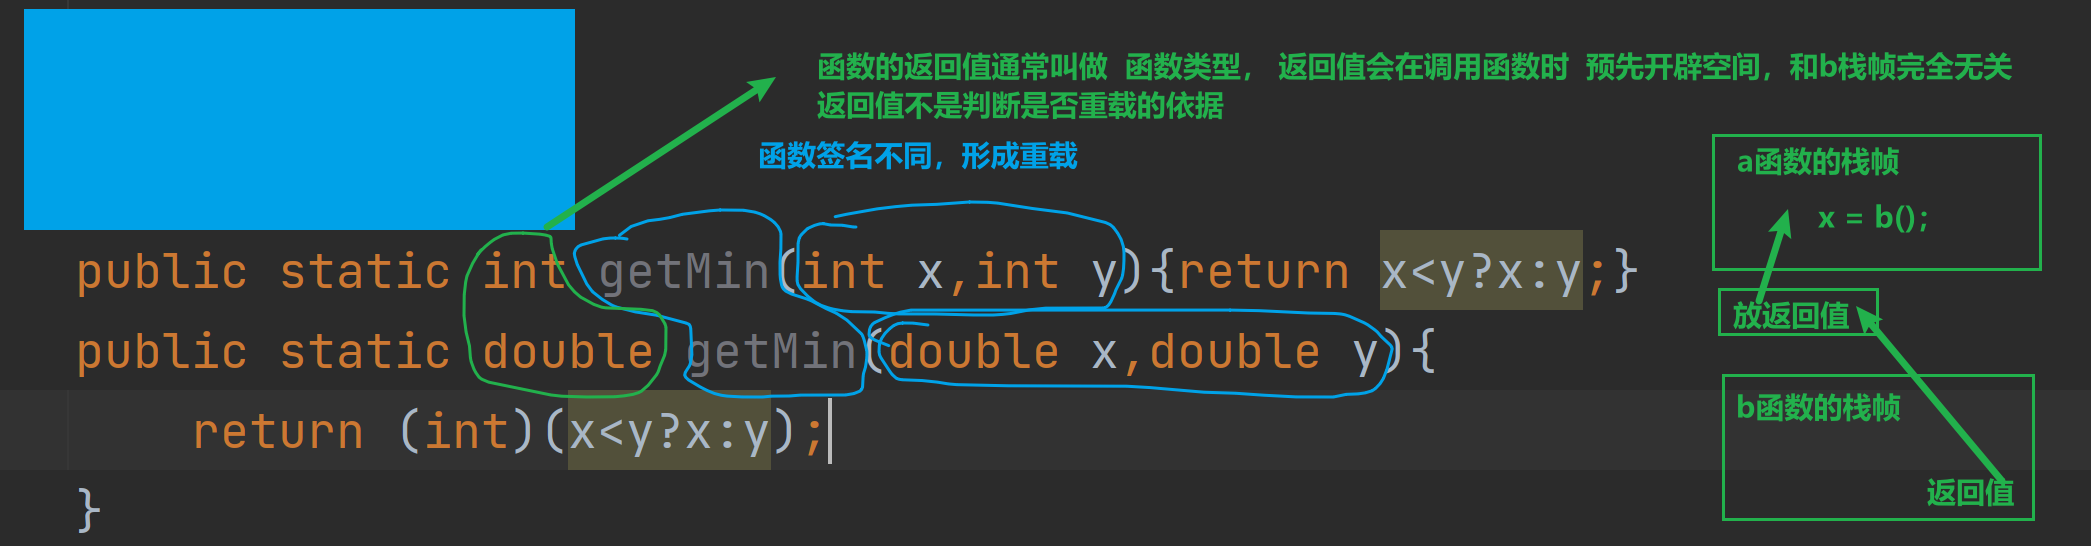 函数的返回值通常叫做 函数类型， 返回值会在调用函数时 预先开辟空间，和b栈帧完全无关
返回值不是判断是否重载的依据
函数签名不同，形成重载
a函数的栈帧
x = b();
public static int getMin(int x,int y){return x<y?x:y;}
放返回值
public static double getMin(double x,double y){
b函数的栈帧
return (int)(x<y?x:y);
返回值
}